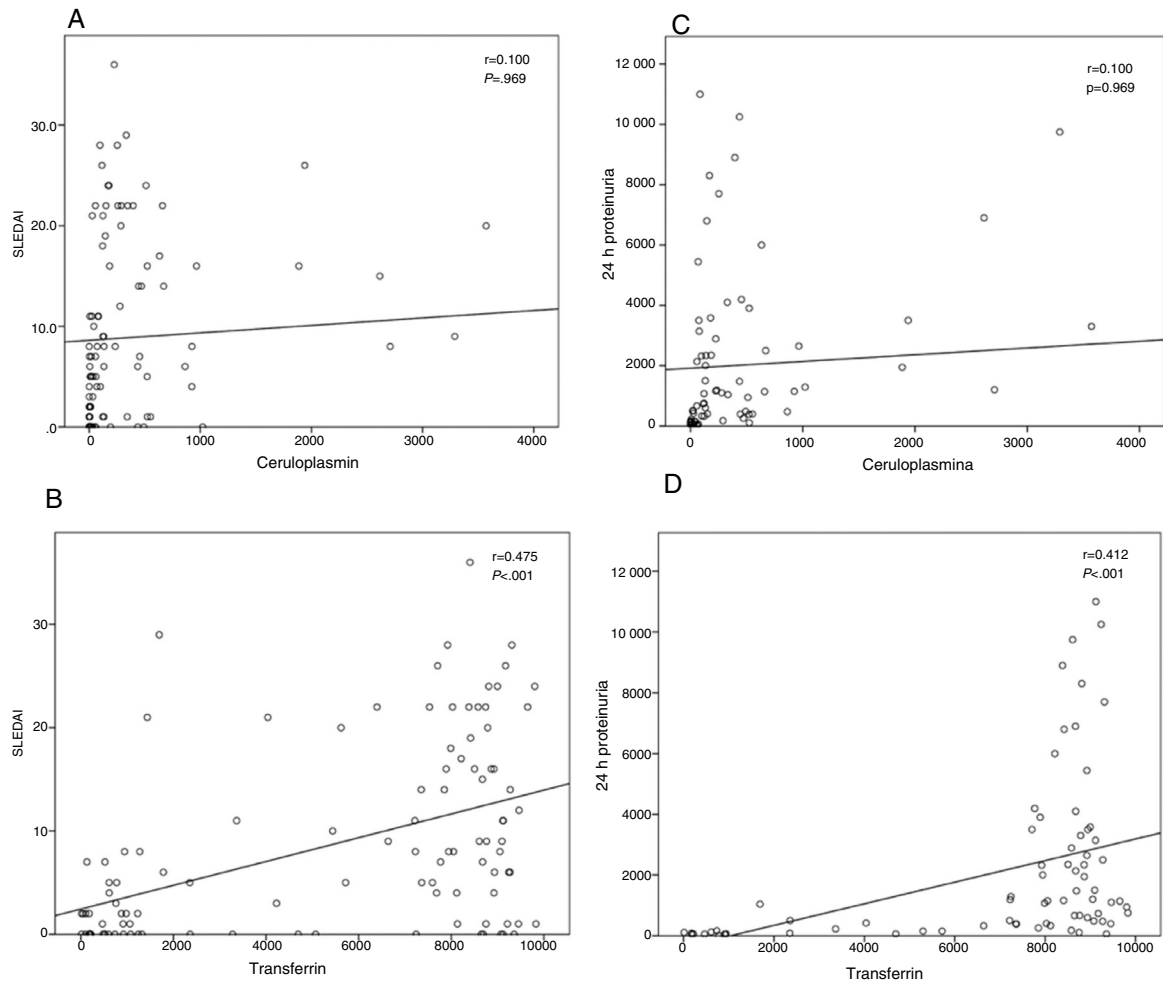 A
r=0.100
P=.969
SLEDAI
30.0
20.0
10.0
.0
0 1000 2000 3000 4000
Ceruloplasmin
C
r=0.100
p=0.969
24 h proteinuria
12 000
10 000
8000
6000
4000
2000
0
0 1000 2000 3000 4000
Ceruloplasmina
B
r=0.475
P<.001
SLEDAI
30
20
10
0
0 2000 4000 6000 8000 10000
Transferrin
D
r=0.412
P<.001
24 h proteinuria
12 000
10 000
8000
6000
4000
2000
0
0 2000 4000 6000 8000 10000
Transferrin